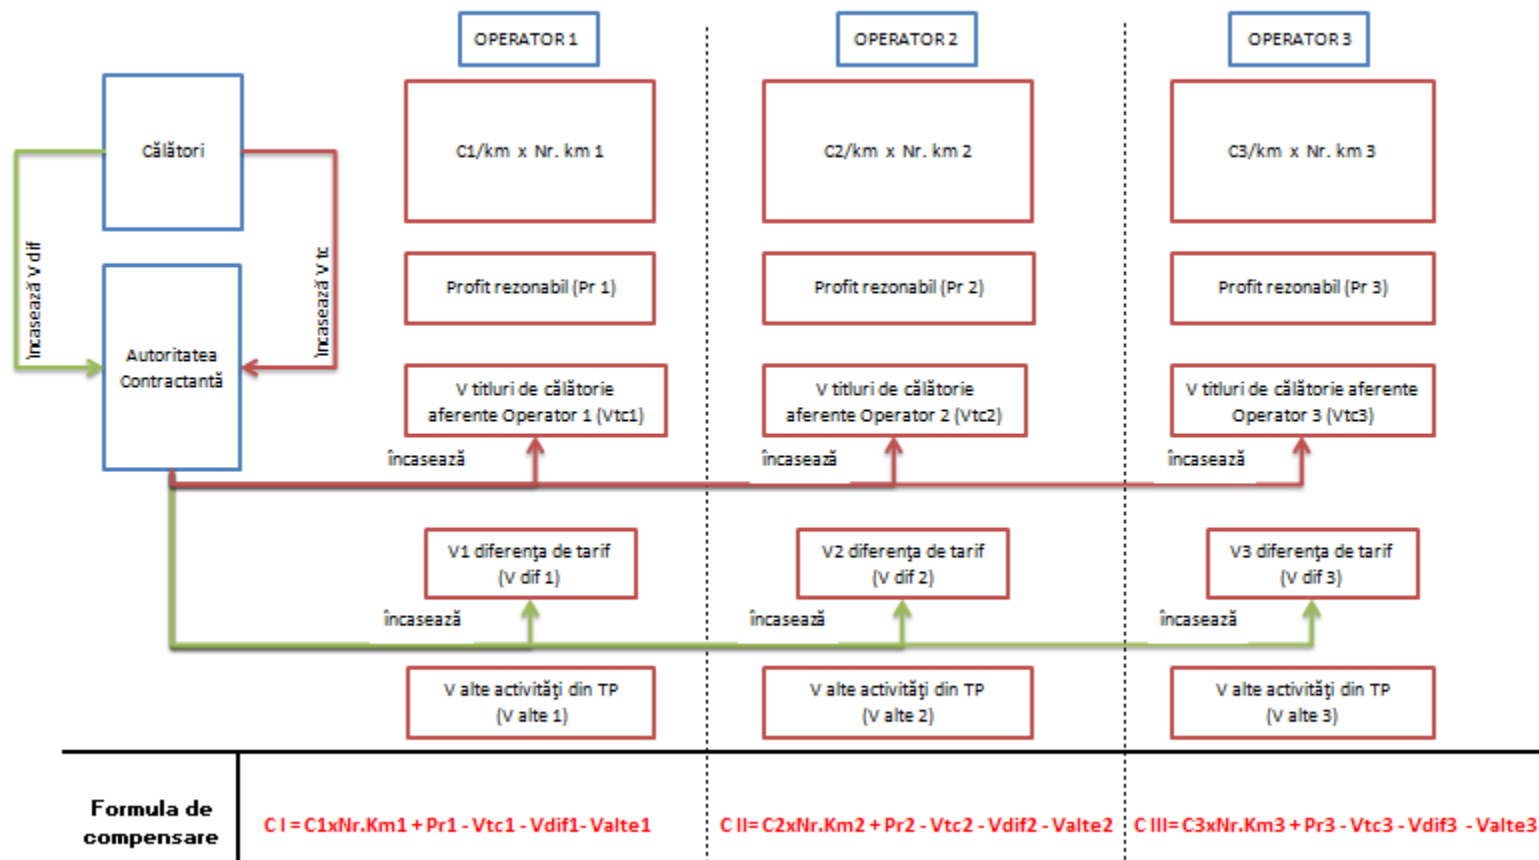 OPERATOR 1
OPERATOR 2
OPERATOR 3
Călători
C1/km x Nr. km 1
C2/km x Nr. km 2
C3/km x Nr. km 3
încasează V dif
încasează V tc
Profit rezonabil (Pr 1)
Profit rezonabil (Pr 2)
Profit rezonabil (Pr 3)
Autoritatea
Contractantă
V titluri de călătorie
aferente Operator 1 (Vtc1)
V titluri de călătorie
aferente Operator 2 (Vtc2)
V titluri de călătorie aferente
Operator 3 (Vtc3)
încasează
încasează
încasează
V1 diferența de tarif
(V dif 1)
V2 diferența de tarif
(V dif 2)
V3 diferența de tarif
(V dif 3)
încasează
încasează
încasează
V alte activități din TP
(V alte 1)
V alte activități din TP
(V alte 2)
V alte activități din TP
(V alte 3)
Formula de
compensare
C I = C1xNr.Km1 + Pr1 - Vtc1 - Vdif1- Valte1
C II= C2xNr.Km2 + Pr2 - Vtc2 - Vdif2 - Valte2
C III= C3xNr.Km3 + Pr3 - Vtc3 - Vdif3 - Valte3